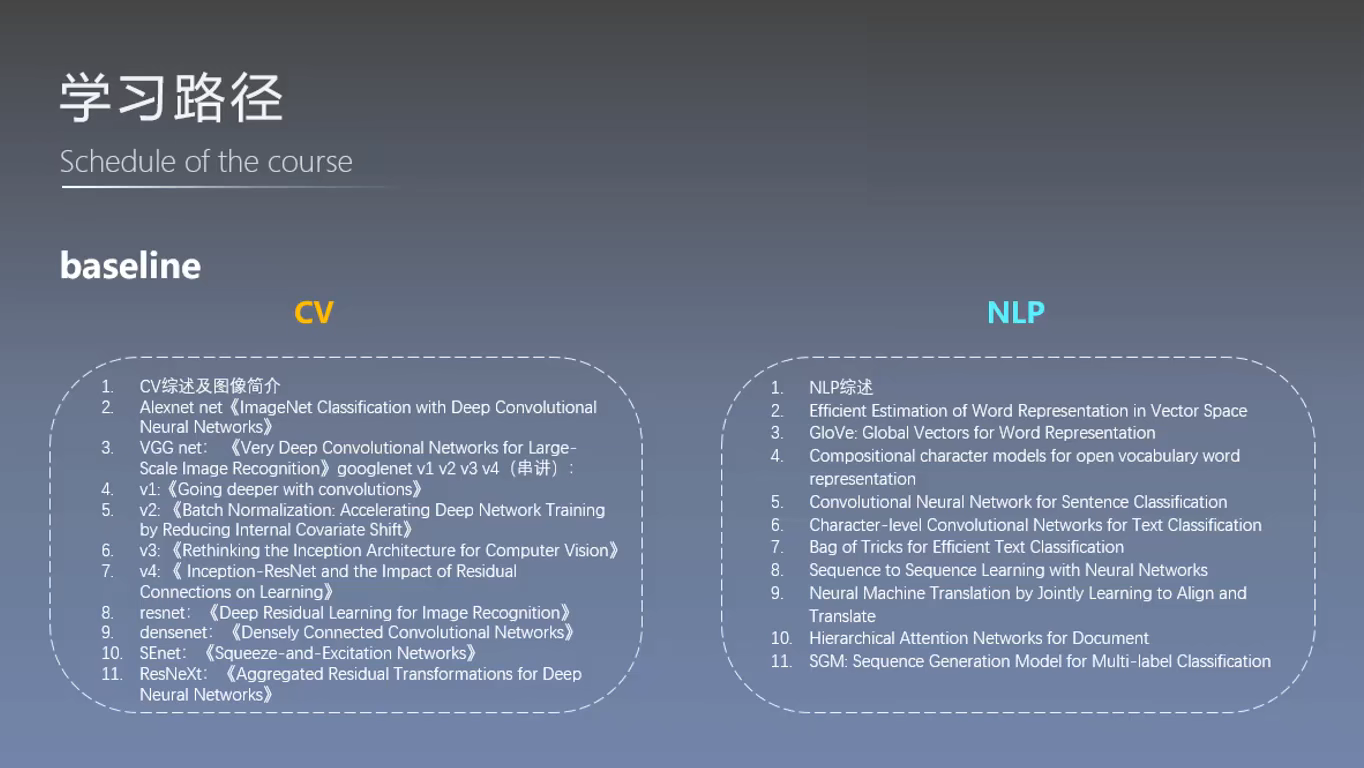 学习路径
Schedule of the course
baseline
CV
1. CV综述及图像简介
2. Alexnet net《ImageNet Classification with Deep Convolutional
Neural Networks》
3. VGG net： 《Very Deep Convolutional Networks for Large-
Scale Image Recognition》googlenet v1 v2 v3 v4（串讲）:
4. v1:《Going deeper with convolutions》
5. v2: 《Batch Normalization: Accelerating Deep Network Training
by Reducing Internal Covariate Shift》
6. v3: 《Rethinking the Inception Architecture for Computer Vision》
7. v4: 《 Inception-ResNet and the Impact of Residual
Connections on Learning》
8. resnet： 《Deep Residual Learning for Image Recognition》
9. densenet： 《Densely Connected Convolutional Networks》
10. SEnet： 《Squeeze-and-Excitation Networks》
11. ResNeXt： 《Aggregated Residual Transformations for Deep
Neural Networks》
NLP
1. NLP综述
2. Efficient Estimation of Word Representation in Vector Space
3. GloVe: Global Vectors for Word Representation
4. Compositional character models for open vocabulary word
representation
5. Convolutional Neural Network for Sentence Classification
6. Character-level Convolutional Networks for Text Classification
7. Bag of Tricks for Efficient Text Classification
8. Sequence to Sequence Learning with Neural Networks
9. Neural Machine Translation by Jointly Learning to Align and
Translate
10. Hierarchical Attention Networks for Document
11. SGM: Sequence Generation Model for Multi-label Classification